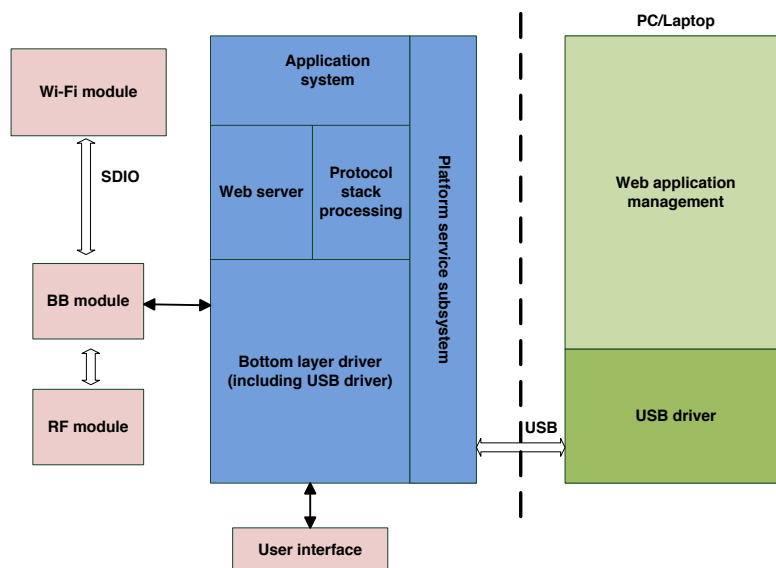 PC/Laptop
Application
system
Wi-Fi module
SDIO
Web server
Protocol
stack
processing
Platform service subsystem
Web application
management
BB module
Bottom layer driver
(including USB driver)
RF module
USB
USB driver
User interface